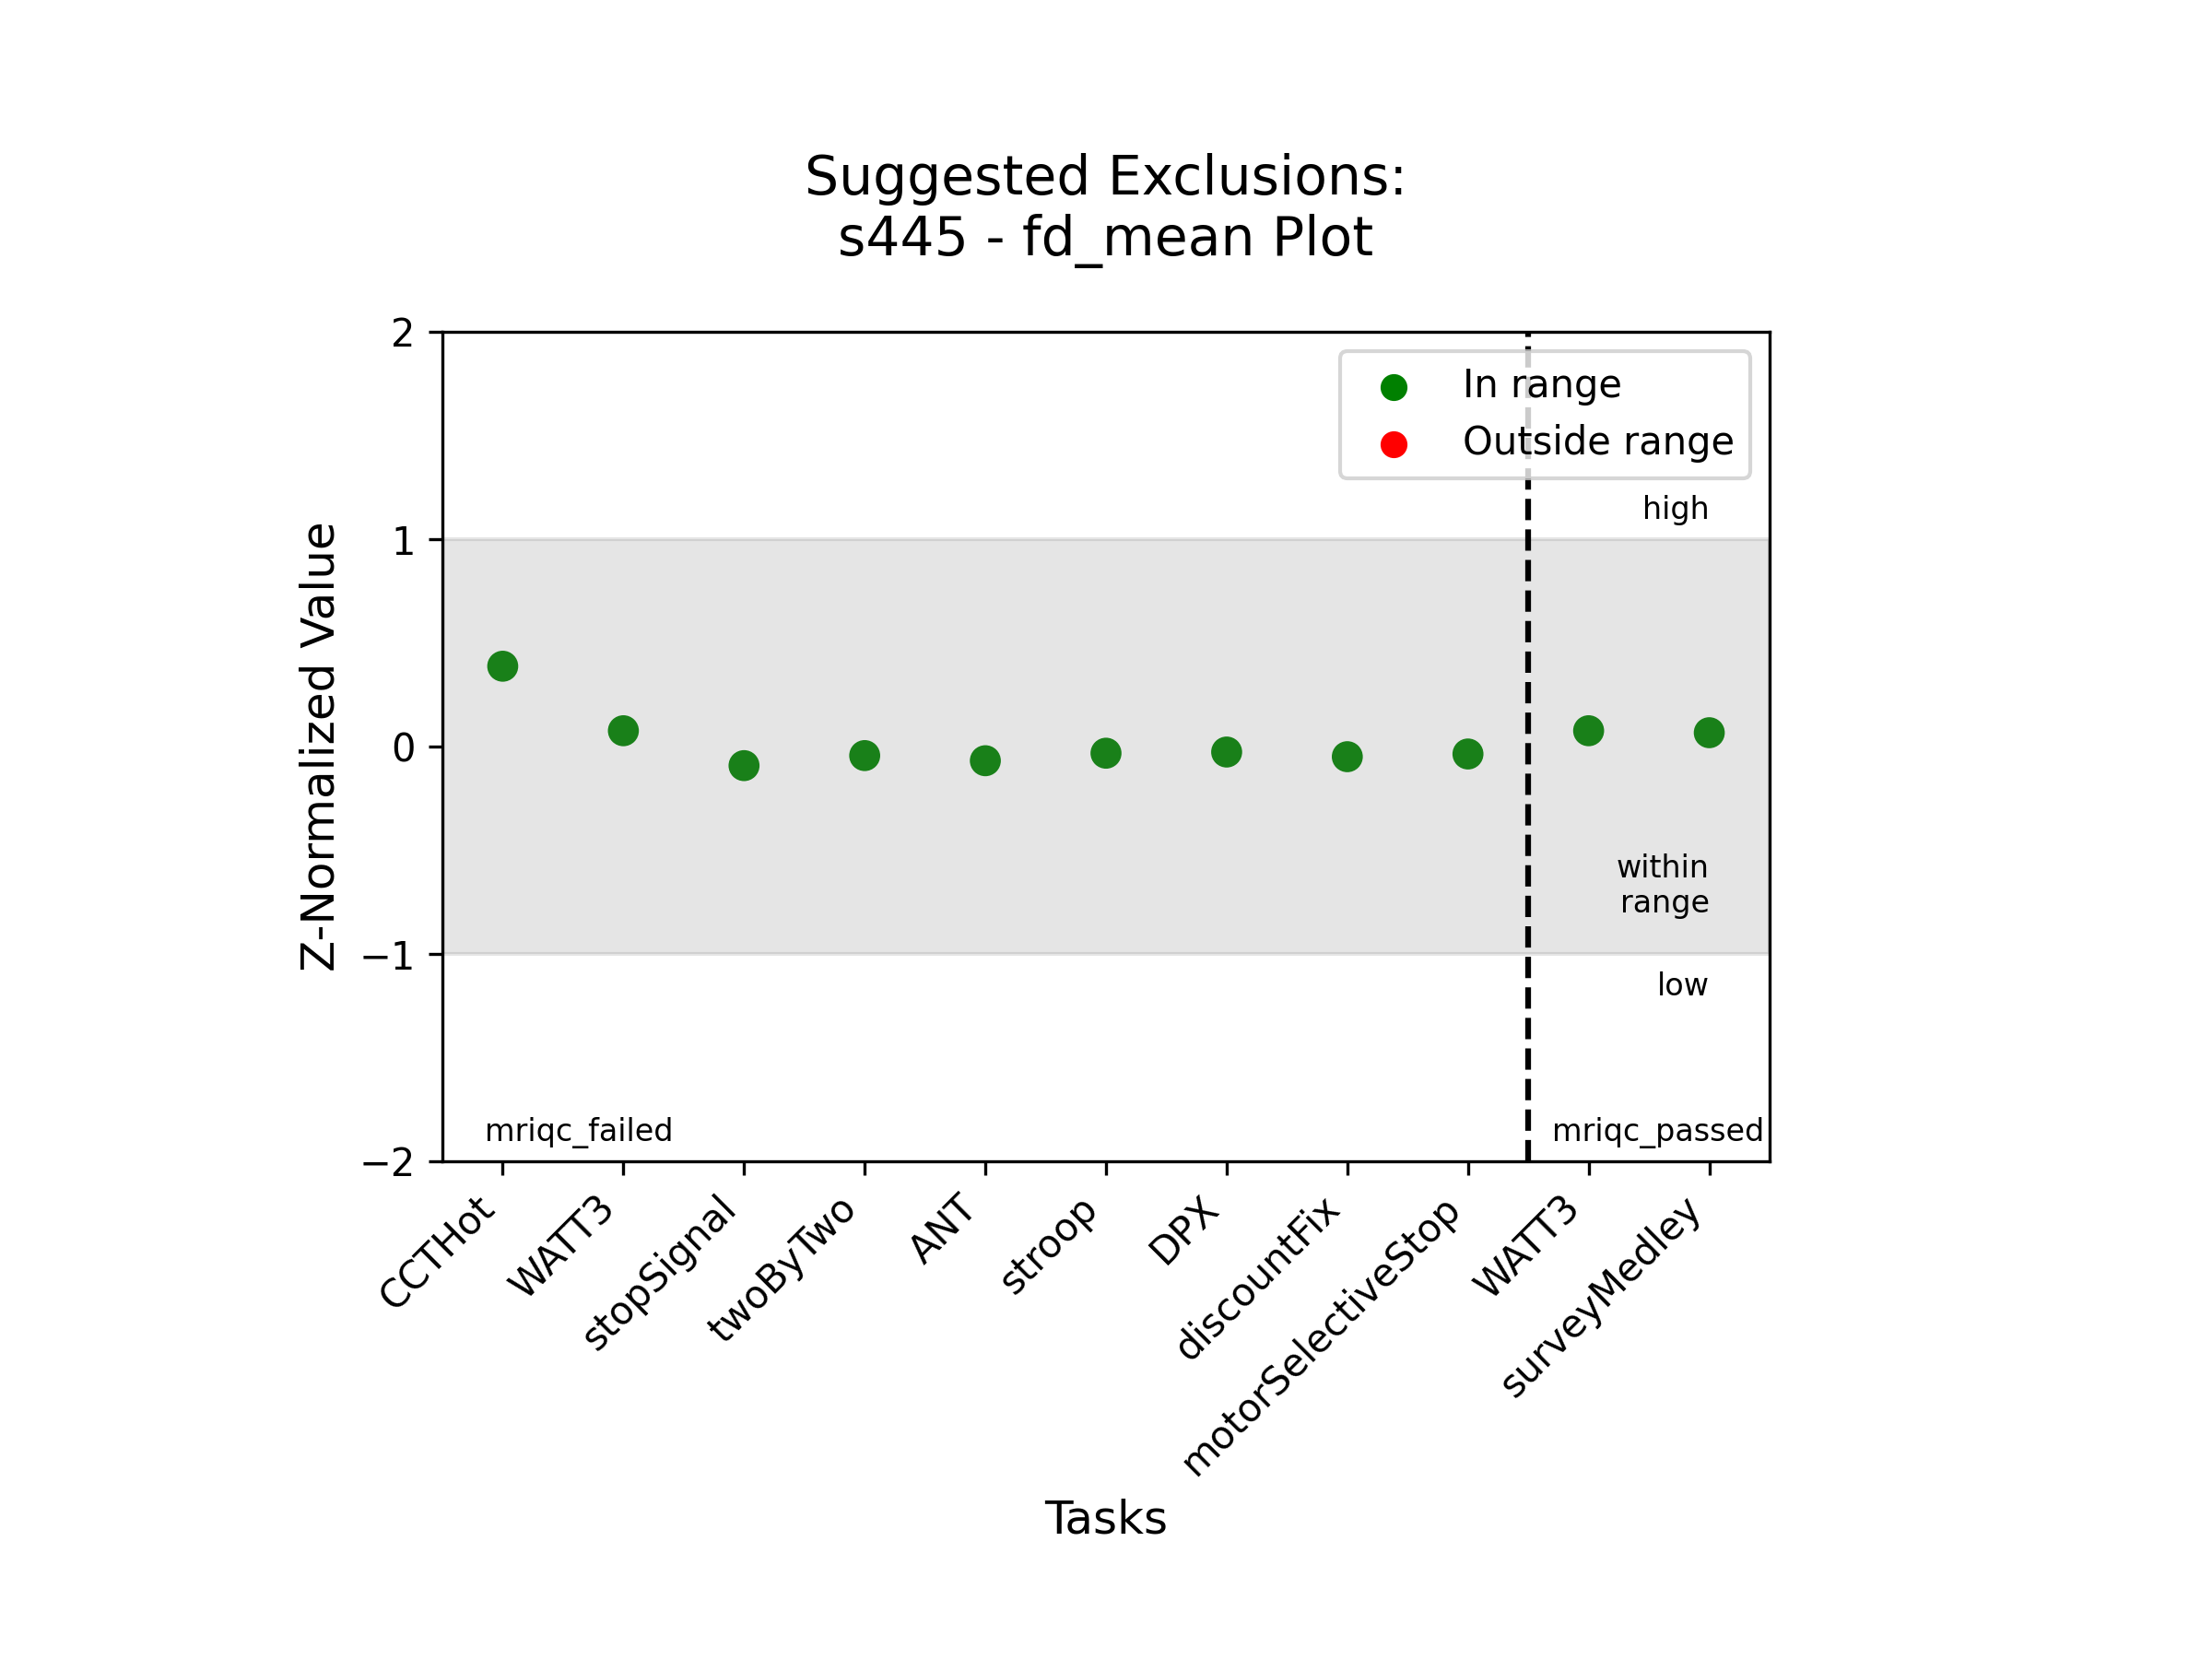 Suggested Exclusions:
s445 - fd_mean Plot
2
1
0
−1
−2
Z-Normalized Value
In range
Outside range
high
within
range
low
mriqc_failed
mriqc_passed
CCTHot
WATT3
stopSignal
twoByTwo
ANT
stroop
DPX
discountFix
motorSelectiveStop
WATT3
surveyMedley
Tasks